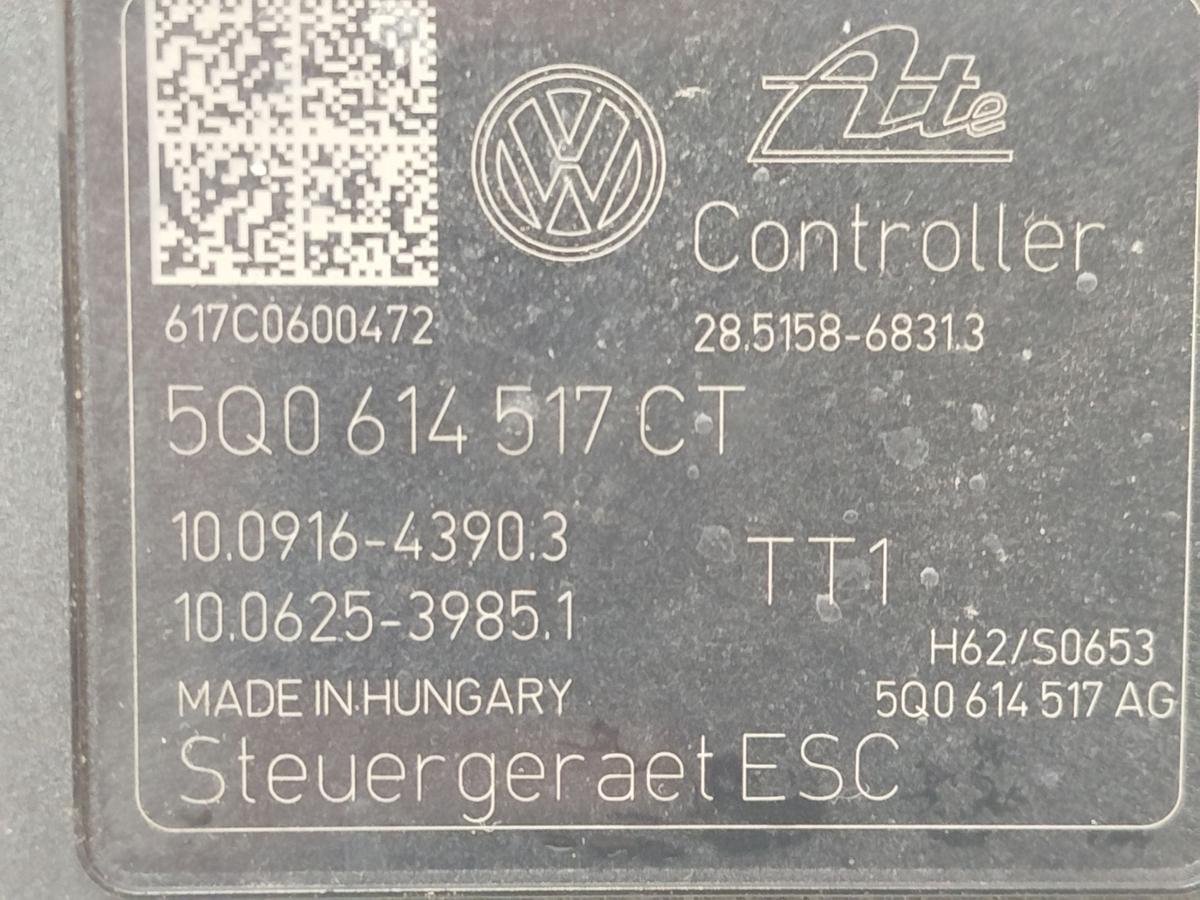 VW
Ate
Controller
617C0600472
28.5158-6831.3
5Q0 614 517 CT
10.0916-4390.3
TT1
10.0625-3985.1
H62/S0653
MADE IN HUNGARY
5Q0 614 517 AG
Steuergeraet ESC